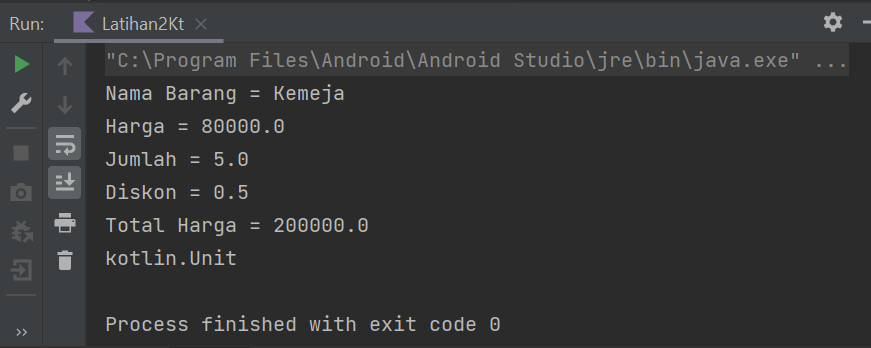 Run: Latihan2Kt
"C:\Program Files\Android\Android Studio\jre\bin\java.exe" ...
Nama Barang = Kemeja
Harga = 80000.0
Jumlah = 5.0
Diskon = 0.5
Total Harga = 200000.0
kotlin.Unit
Process finished with exit code 0